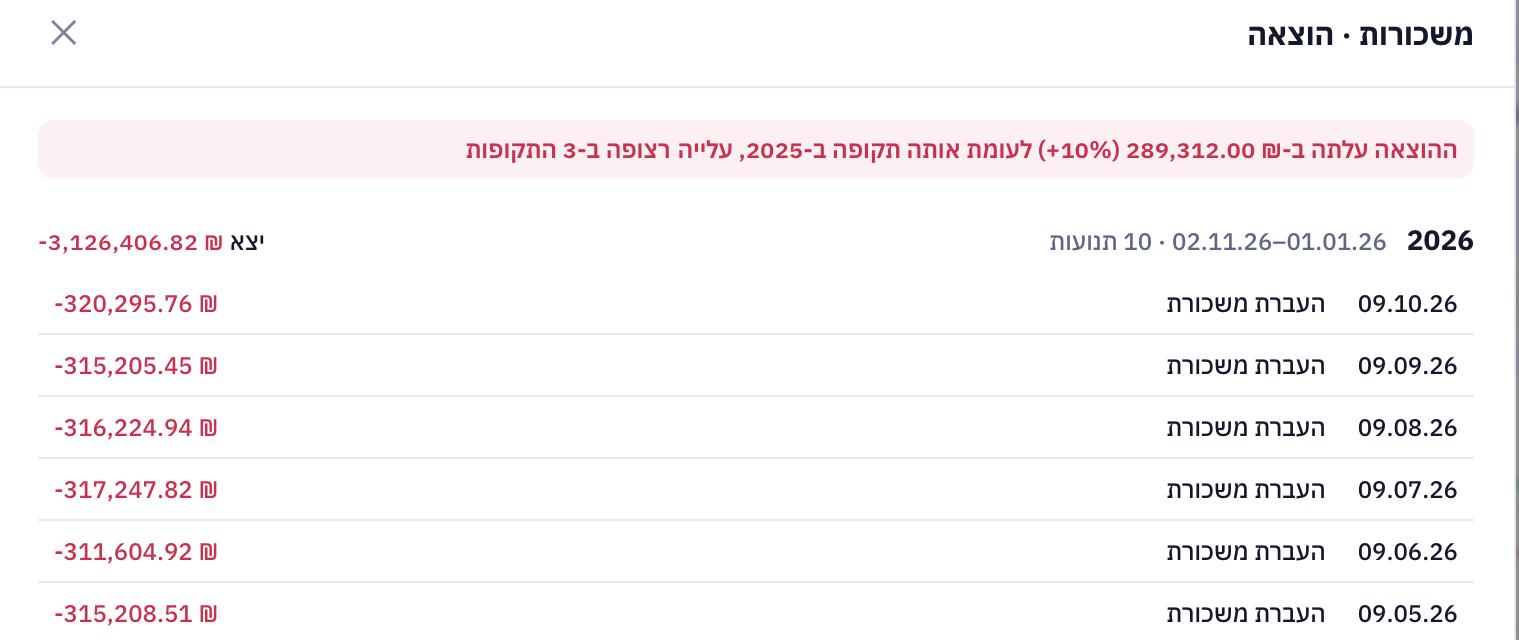 משכורות · הוצאה
ההוצאה עלתה ב-₪ 289,312.00 (+10%) לעומת אותה תקופה ב-2025, עלייה רצופה ב-3 התקופות
2026 01.01.26–02.11.26 · 10 תנועות יצא ₪ -3,126,406.82
09.10.26 העברת משכורת ₪ -320,295.76
09.09.26 העברת משכורת ₪ -315,205.45
09.08.26 העברת משכורת ₪ -316,224.94
09.07.26 העברת משכורת ₪ -317,247.82
09.06.26 העברת משכורת ₪ -311,604.92
09.05.26 העברת משכורת ₪ -315,208.51